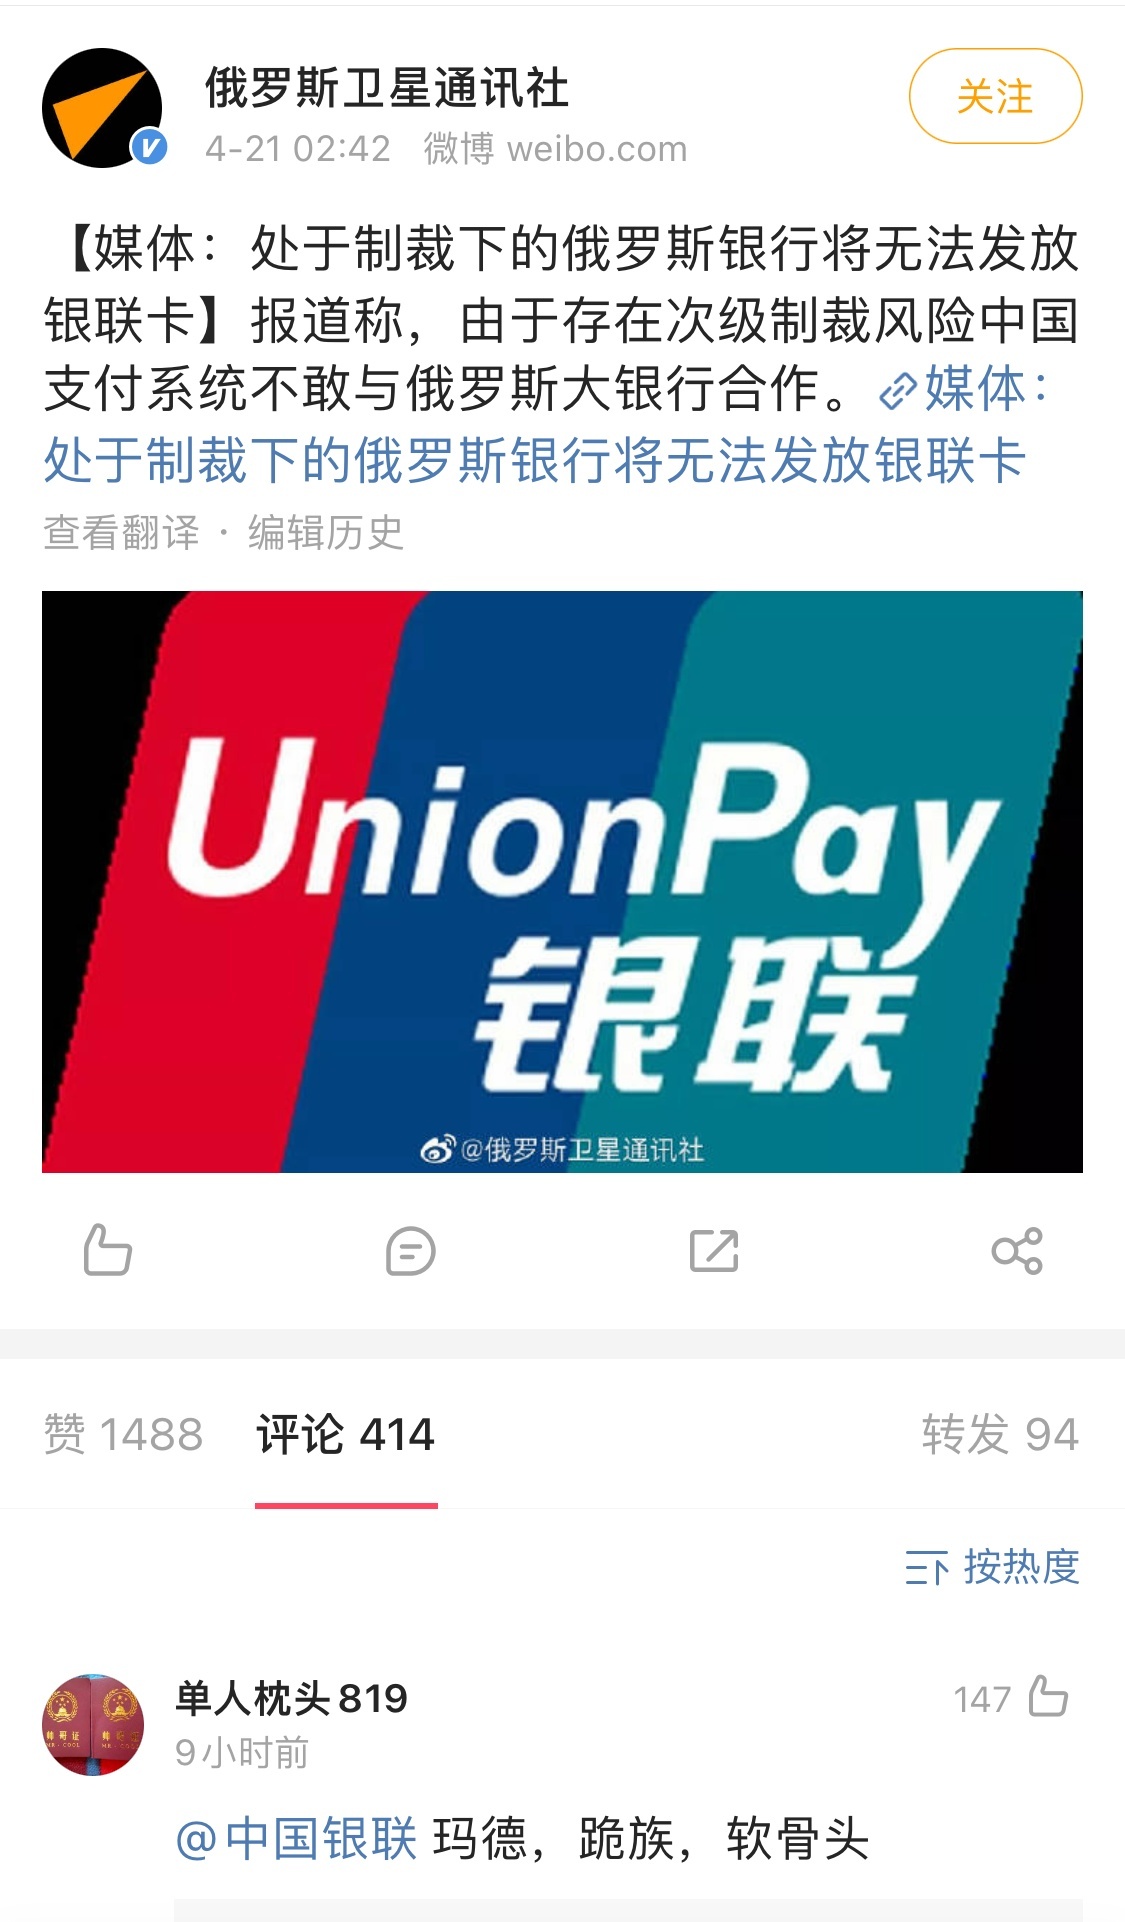 俄罗斯卫星通讯社
关注
4-21 02:42 微博 weibo.com
【媒体：处于制裁下的俄罗斯银行将无法发放
银联卡】报道称，由于存在次级制裁风险中国
支付系统不敢与俄罗斯大银行合作。媒体：
处于制裁下的俄罗斯银行将无法发放银联卡
查看翻译 · 编辑历史
UnionPay
银联
@俄罗斯卫星通讯社
赞 1488 评论 414 转发 94
按热度
单人枕头819
147
9小时前
@中国银联 玛德，跪族，软骨头